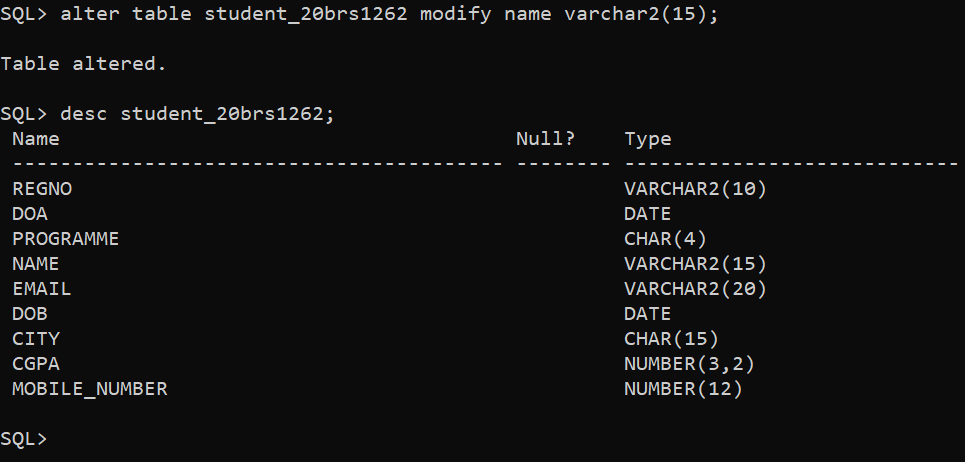 SQL> alter table student_20brs1262 modify name varchar2(15);
Table altered.
SQL> desc student_20brs1262;
Name Null? Type
----------------------------------------- -------- ----------------------------
REGNO VARCHAR2(10)
DOA DATE
PROGRAMME CHAR(4)
NAME VARCHAR2(15)
EMAIL VARCHAR2(20)
DOB DATE
CITY CHAR(15)
CGPA NUMBER(3,2)
MOBILE_NUMBER NUMBER(12)
SQL>